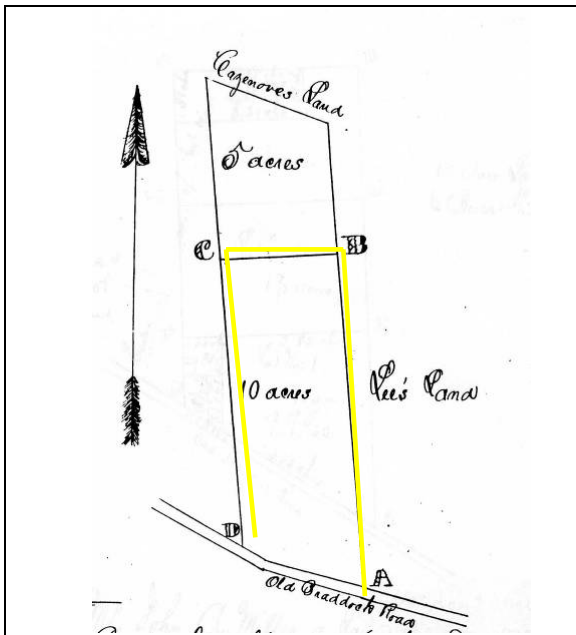 Cazenoves Land
5 acres
C
B
10 acres
Lee's Land
D
A
Old Braddock Road